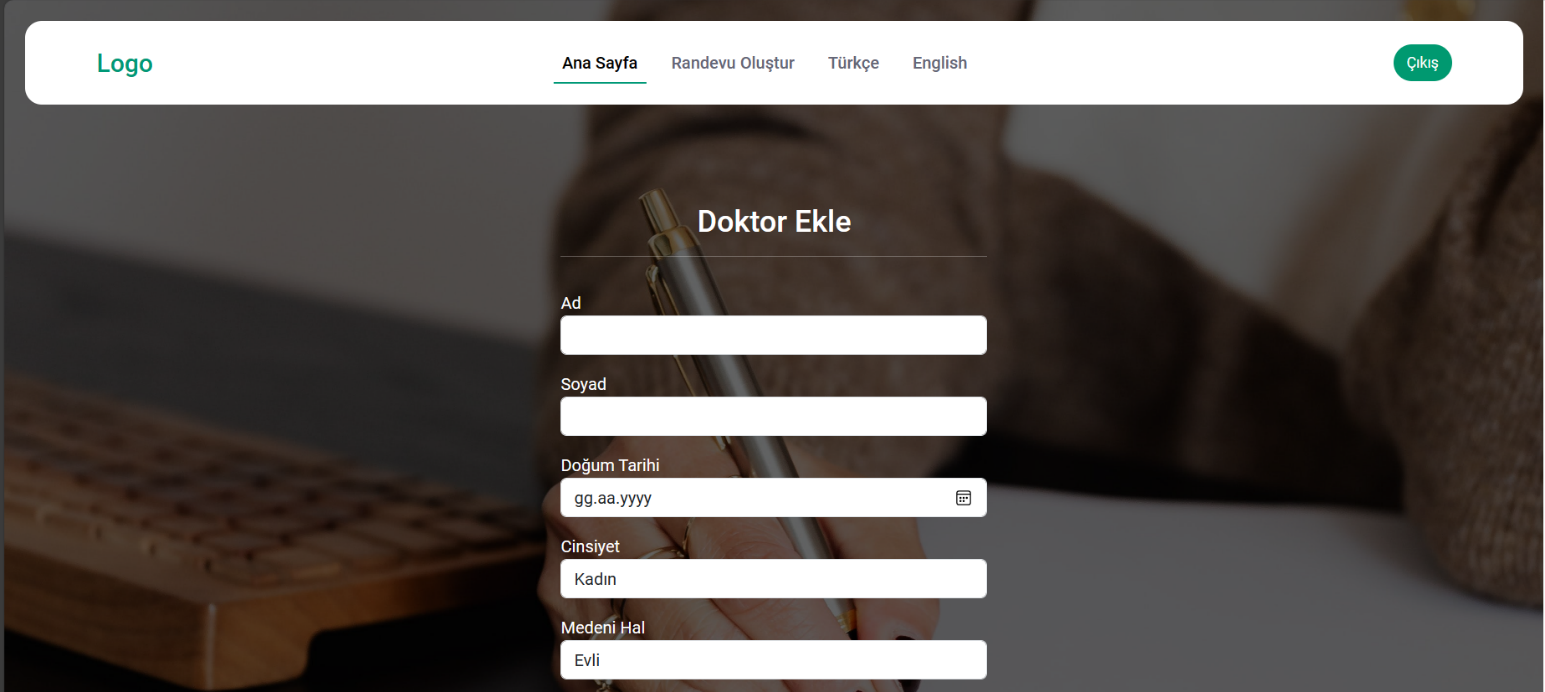 Logo
Ana Sayfa
Randevu Oluştur
Türkçe
English
Çıkış
Doktor Ekle
Ad
Soyad
Doğum Tarihi
gg.aa.yyyy
Cinsiyet
Kadın
Medeni Hal
Evli